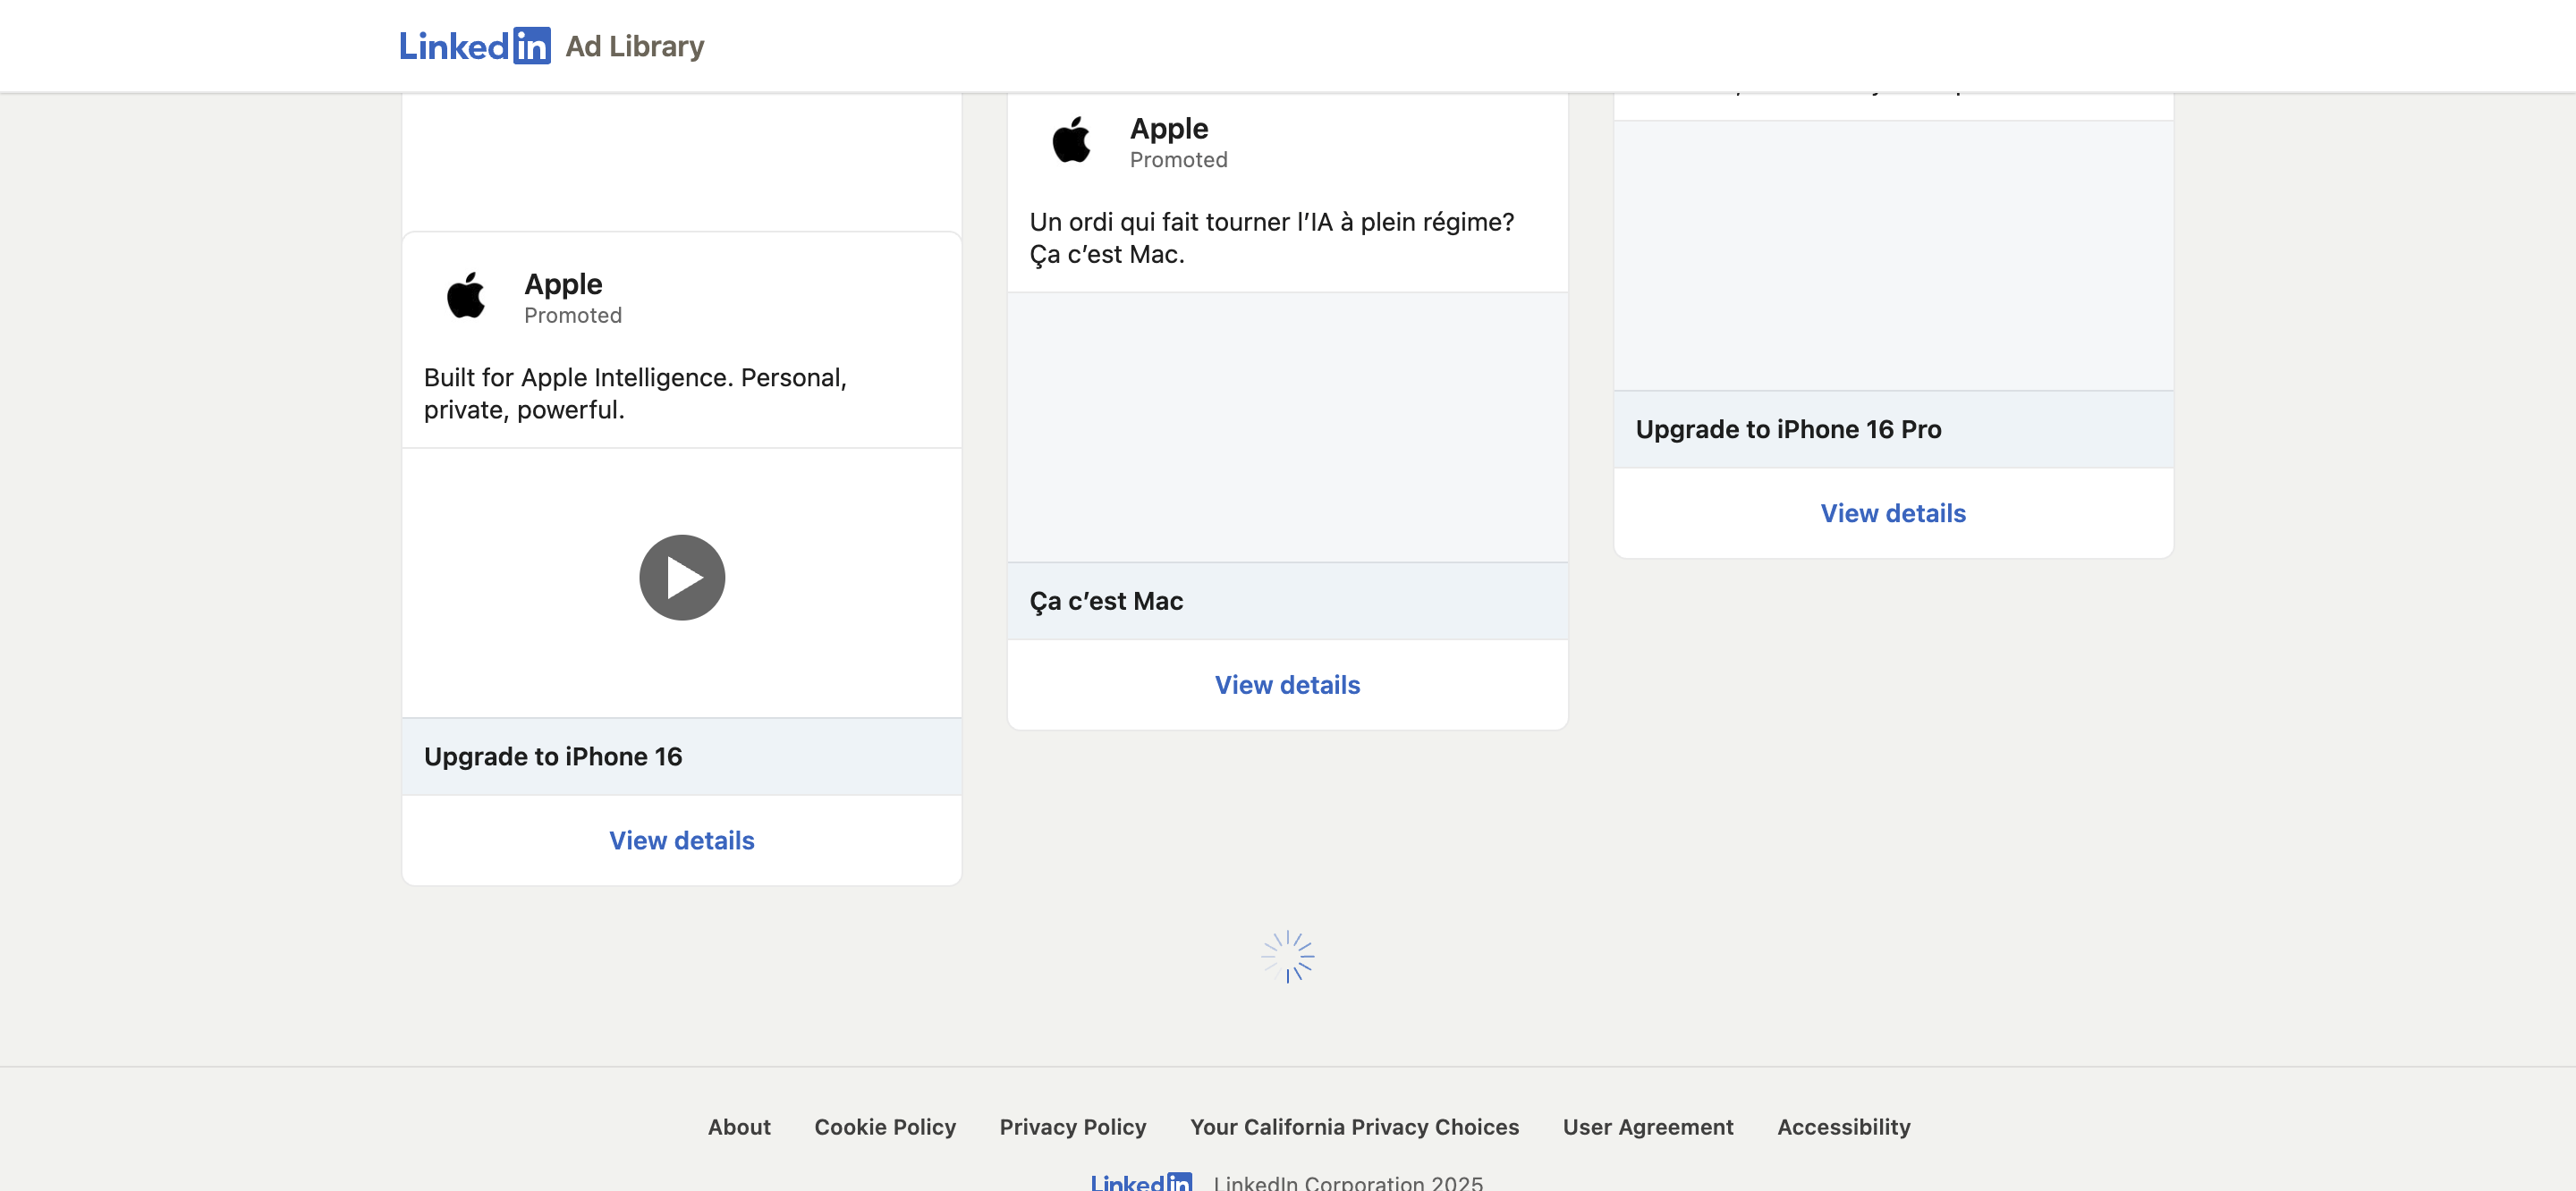 LinkedIn Ad Library
Apple
Promoted
Built for Apple Intelligence. Personal,
private, powerful.
Upgrade to iPhone 16
View details
Apple
Promoted
Un ordi qui fait tourner l’IA à plein régime?
Ça c’est Mac.
Ça c’est Mac
View details
Upgrade to iPhone 16 Pro
View details
About Cookie Policy Privacy Policy Your California Privacy Choices User Agreement Accessibility
LinkedIn LinkedIn Corporation 2025